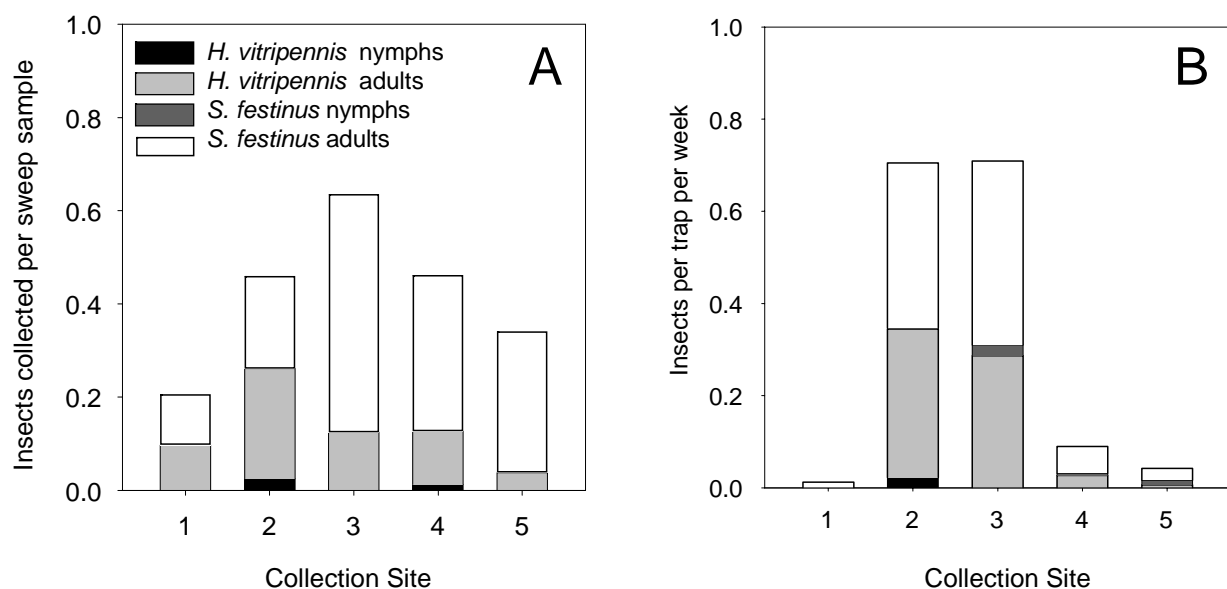 A
H. vitripennis nymphs
H. vitripennis adults
S. festinus nymphs
S. festinus adults
Insects collected per sweep sample
1.0
0.8
0.6
0.4
0.2
0.0
1 2 3 4 5
Collection Site
B
Insects per trap per week
1.0
0.8
0.6
0.4
0.2
0.0
1 2 3 4 5
Collection Site